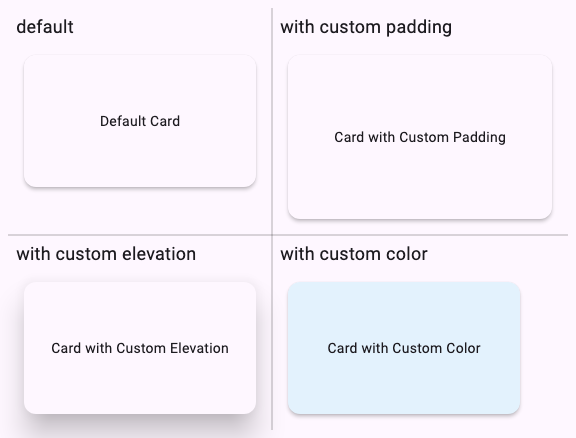 default
Default Card
with custom padding
Card with Custom Padding
with custom elevation
Card with Custom Elevation
with custom color
Card with Custom Color